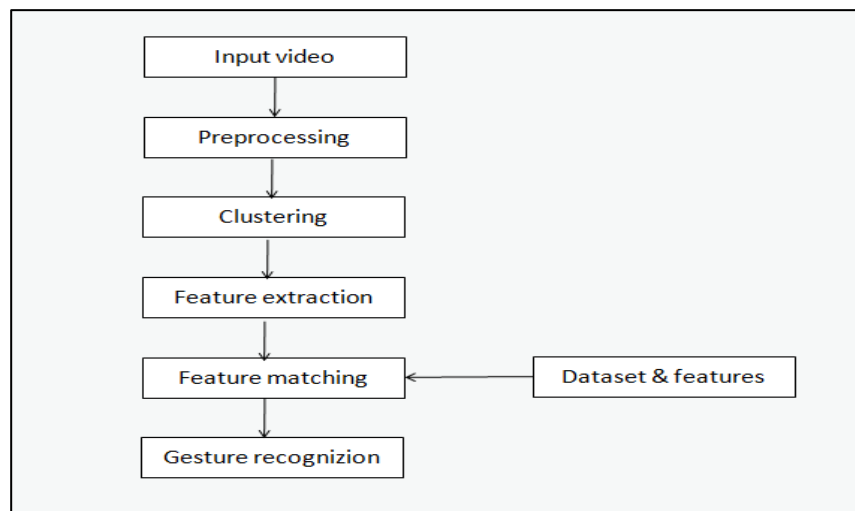 Input video
Preprocessing
Clustering
Feature extraction
Feature matching
Dataset & features
Gesture recognizion